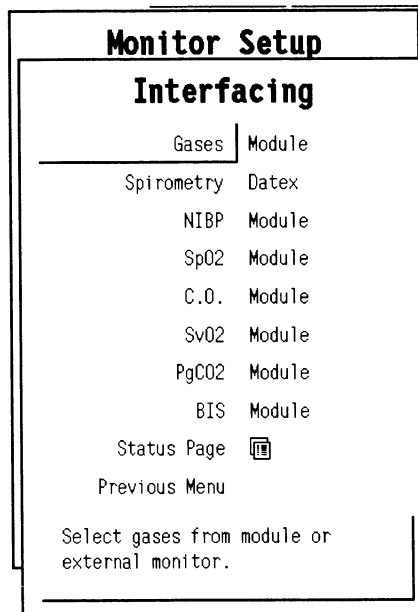 Monitor Setup
Interfacing
Gases Module
Spirometry Datex
NIBP Module
SpO2 Module
C.O. Module
SvO2 Module
PgCO2 Module
BIS Module
Status Page
Previous Menu
Select gases from module or
external monitor.